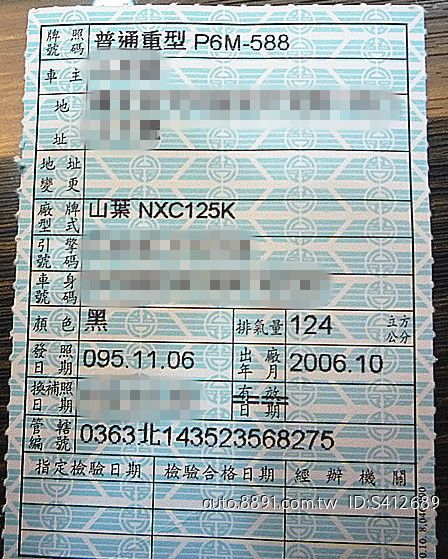 牌照號碼 普通重型 P6M-588
車主
地
址
地址變更
廠牌型式 山葉 NXC125K
引擎號碼
車身號碼
顏色 黑 排氣量 124 立方公分
發照日期 095.11.06 出廠年月 2006.10
換補照日期 有效日期
管轄編號 0363北143523568275
指定檢驗日期 檢驗合格日期 經辦機關
auto.8891.com.tw ID:S412689